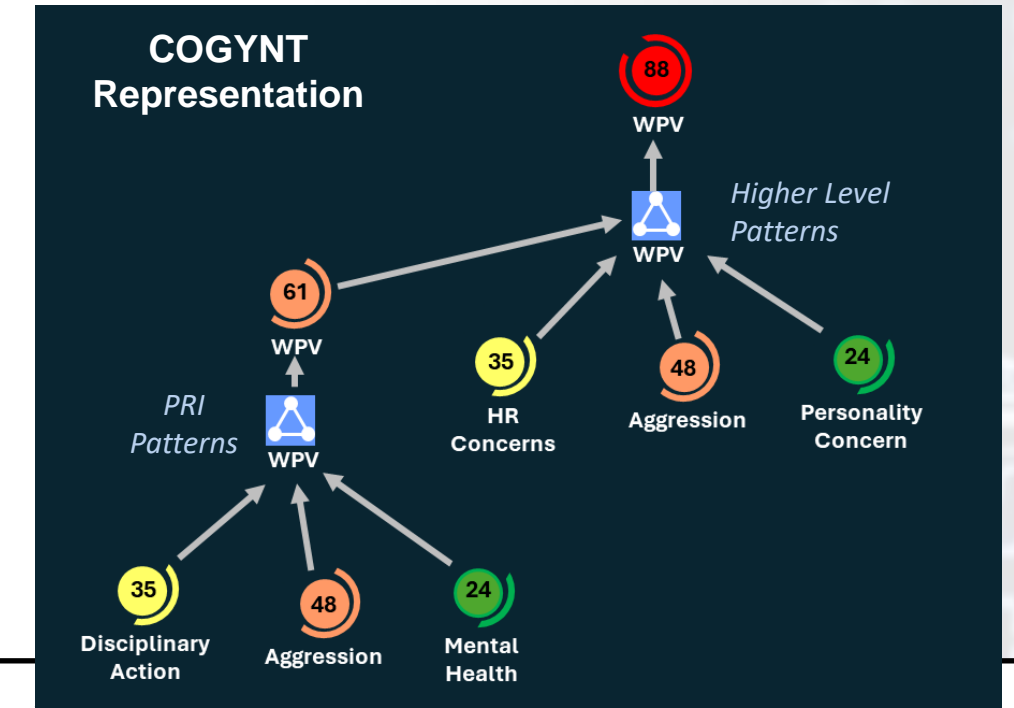 COGYNT
Representation
88
WPV
Higher Level
Patterns
WPV
61
WPV
35
HR
Concerns
48
Aggression
24
Personality
Concern
PRI
Patterns
WPV
35
Disciplinary
Action
48
Aggression
24
Mental
Health